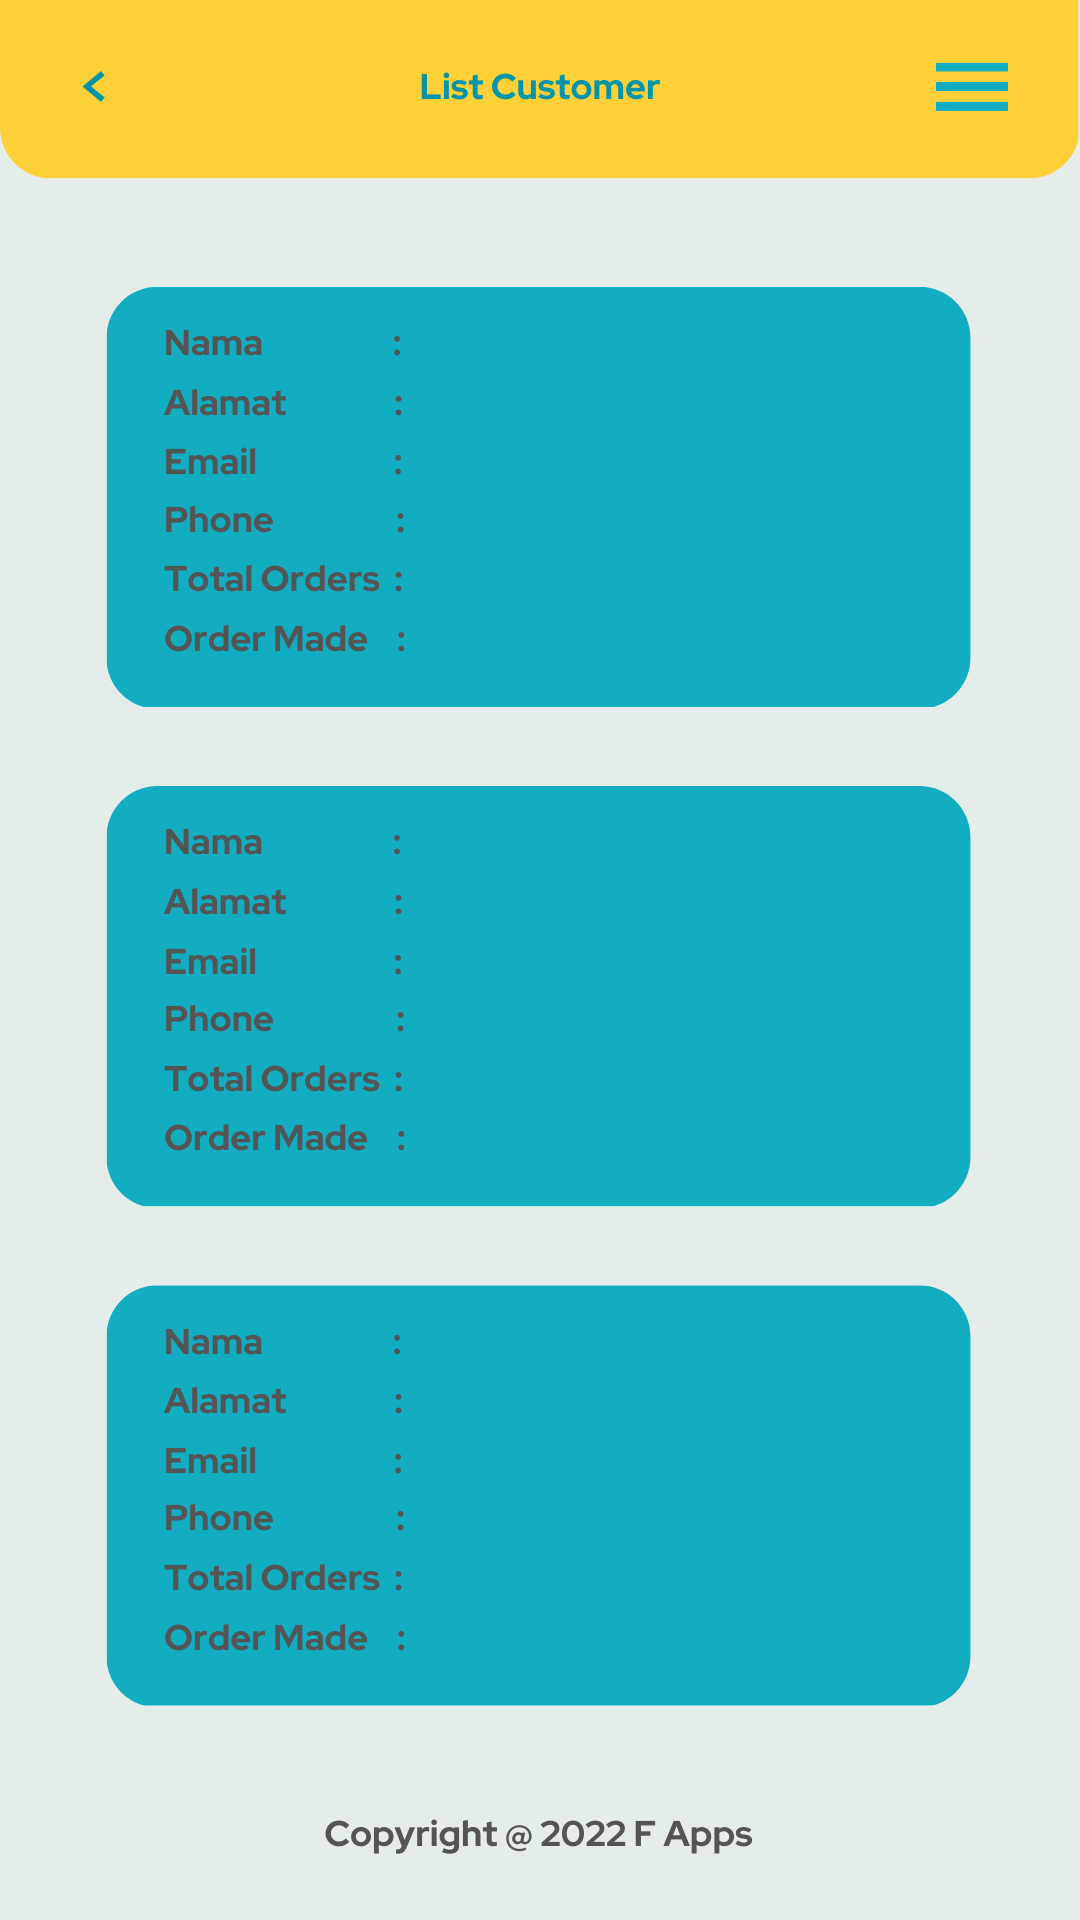 List Customer
Nama :
Alamat :
Email :
Phone :
Total Orders :
Order Made :
Nama :
Alamat :
Email :
Phone :
Total Orders :
Order Made :
Nama :
Alamat :
Email :
Phone :
Total Orders :
Order Made :
Copyright @ 2022 F Apps